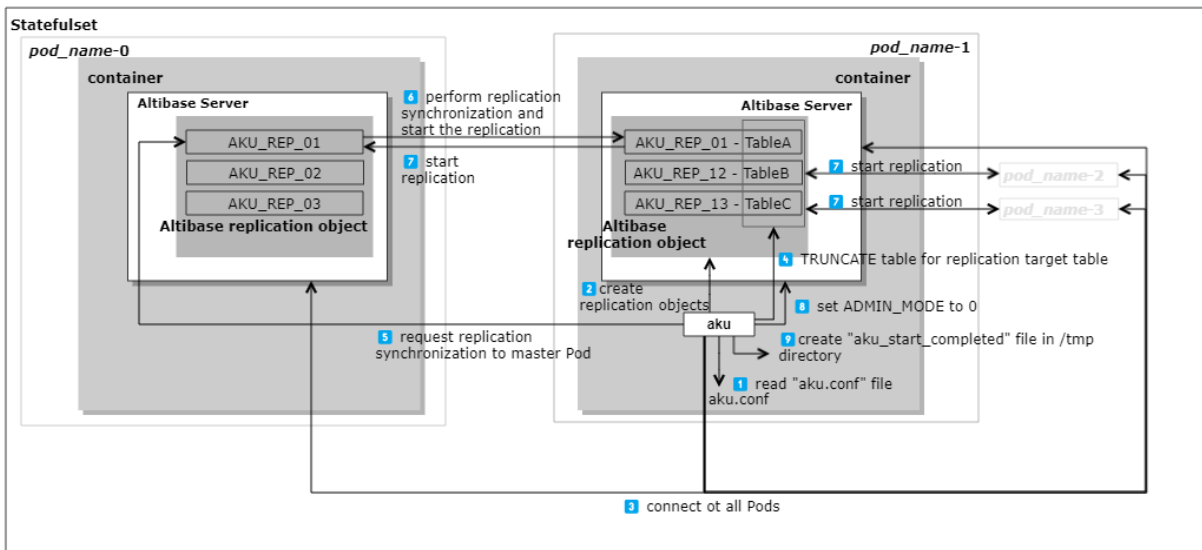 Statefulset
pod_name-0
container
Altibase Server
AKU_REP_01
AKU_REP_02
AKU_REP_03
Altibase replication object
6 perform replication
synchronization and
start the replication
7 start
replication
pod_name-1
container
Altibase Server
AKU_REP_01 - TableA
AKU_REP_12 - TableB
AKU_REP_13 - TableC
Altibase
replication object
7 start replication
7 start replication
pod_name-2
pod_name-3
4 TRUNCATE table for replication target table
2 create
replication objects
8 set ADMIN_MODE to 0
aku
5 request replication
synchronization to master Pod
9 create "aku_start_completed" file in /tmp
directory
1 read "aku.conf" file
aku.conf
3 connect ot all Pods